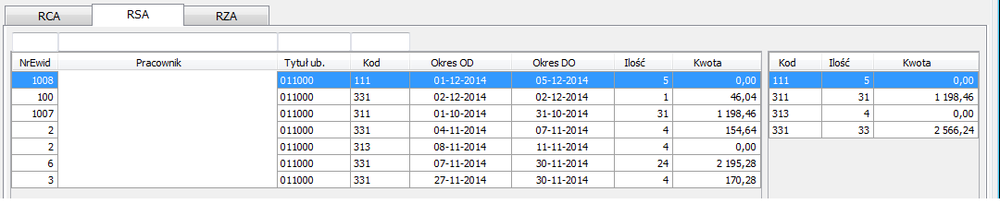 RCA RSA RZA
NrEwid Pracownik Tytuł ub. Kod Okres OD Okres DO Ilość Kwota Kod Ilość Kwota
1008 011000 111 01-12-2014 05-12-2014 5 0,00 111 5 0,00
100 011000 331 02-12-2014 02-12-2014 1 46,04 311 31 1 198,46
1007 011000 311 01-10-2014 31-10-2014 31 1 198,46 313 4 0,00
2 011000 331 04-11-2014 07-11-2014 4 154,64 331 33 2 566,24
2 011000 313 08-11-2014 11-11-2014 4 0,00
6 011000 331 07-11-2014 30-11-2014 24 2 195,28
3 011000 331 27-11-2014 30-11-2014 4 170,28